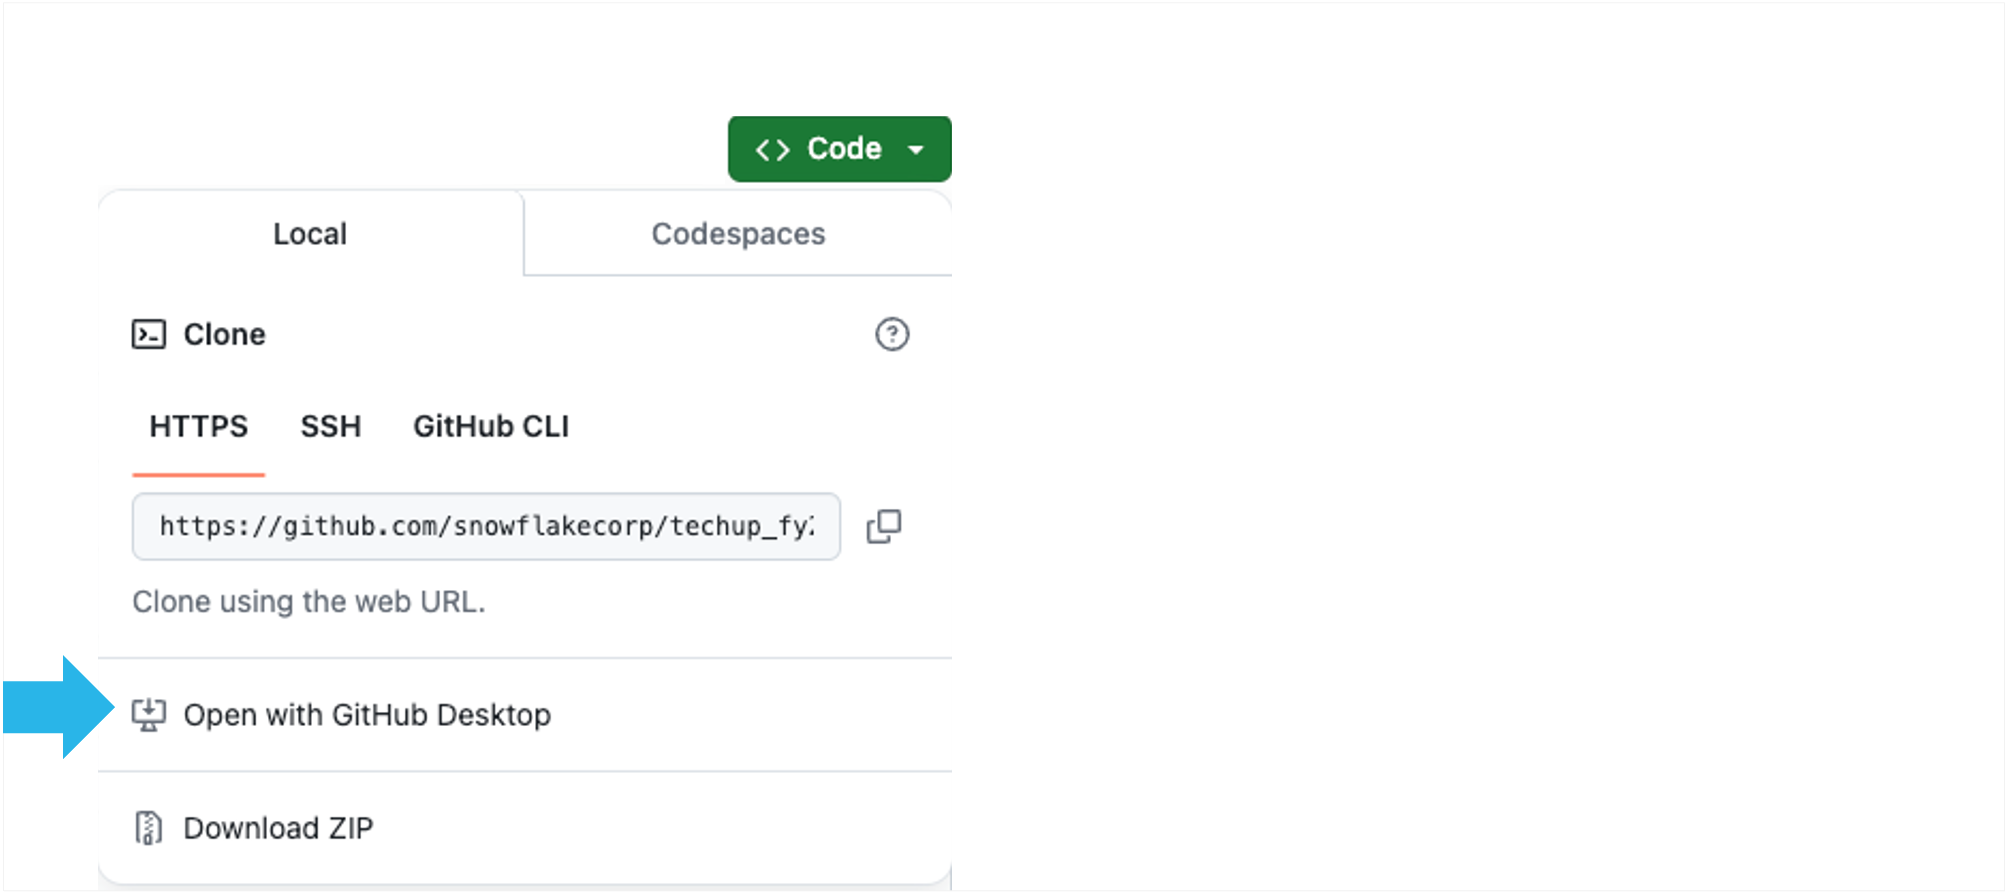 Code
Local
Codespaces
Clone
HTTPS SSH GitHub CLI
https://github.com/snowflakecorp/techup_fy
Clone using the web URL.
Open with GitHub Desktop
Download ZIP